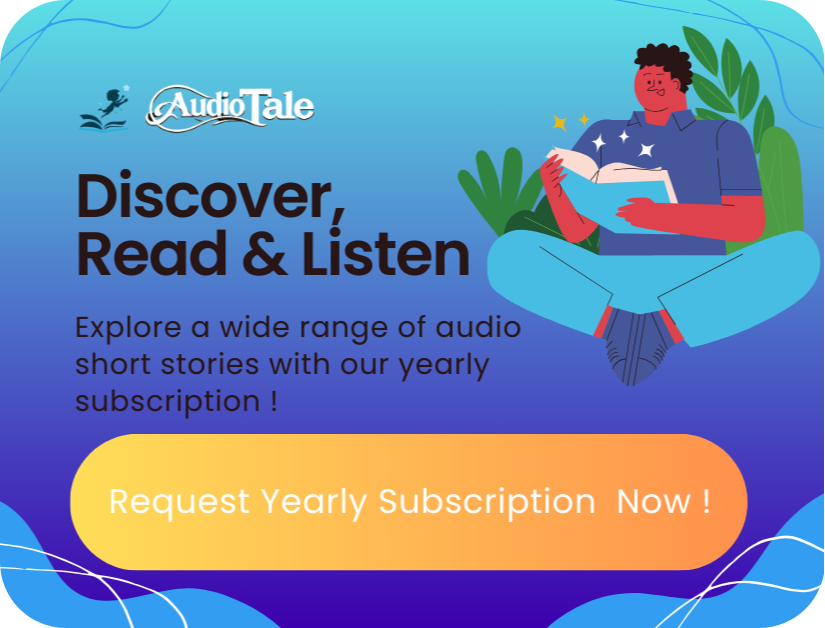 AudioTale
Discover,
Read & Listen
Explore a wide range of audio
short stories with our yearly
subscription !
Request Yearly Subscription  Now !